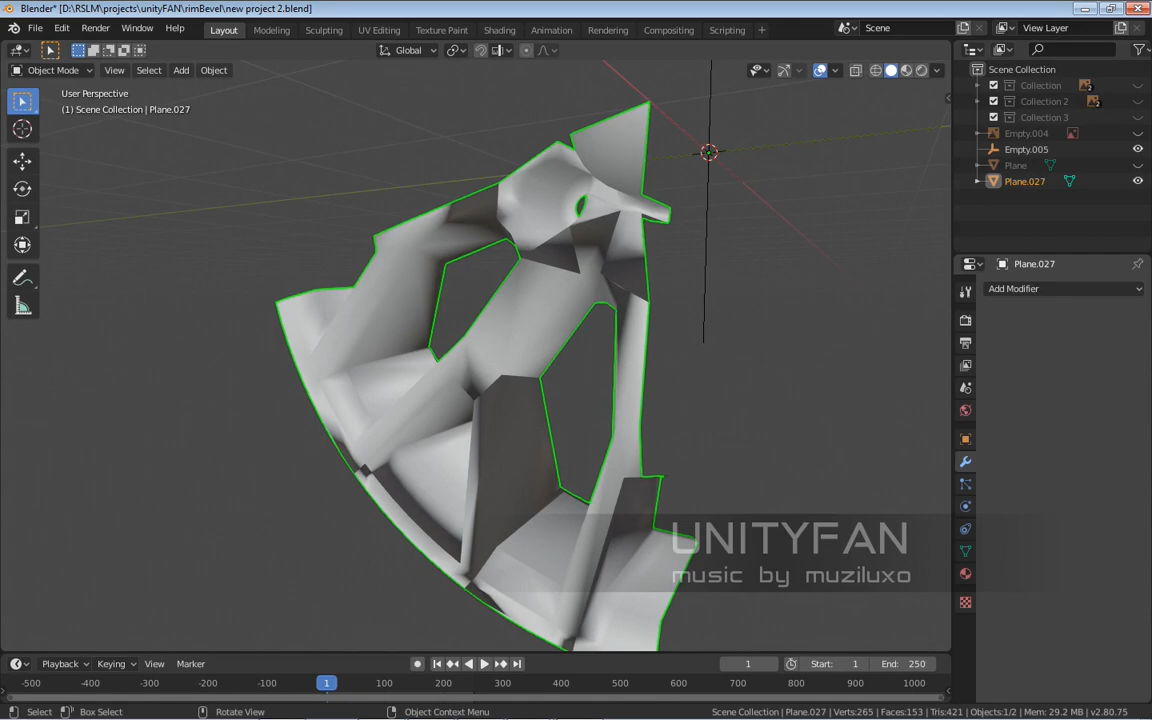 Blender* [D:\RSLM\projects\unityFAN\rimBevel\new project 2.blend]
File Edit Render Window Help
Layout Modeling Sculpting UV Editing Texture Paint Shading Animation Rendering Compositing Scripting +
Scene
View Layer
Global
Object Mode View Select Add Object
User Perspective
(1) Scene Collection | Plane.027
Scene Collection
Collection 2
Collection 2 2
Collection 3
Empty.004
Empty.005
Plane
Plane.027
Plane.027
Add Modifier
UNITYFAN
music by muziluxo
Playback Keying View Marker
1 Start: 1 End: 250
-500 -400 -300 -200 -100 1 100 200 300 400 500 600 700 800 900 1000
Select Box Select Rotate View Object Context Menu
Scene Collection | Plane.027 | Verts:265 | Faces:153 | Tris:421 | Objects:1/2 | Mem: 29.2 MB | v2.80.75